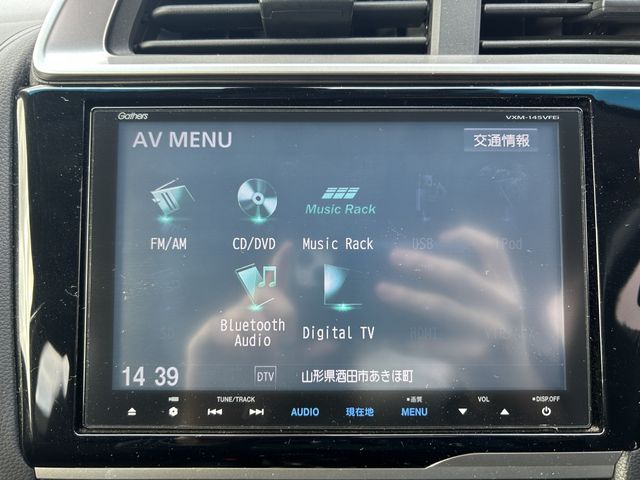 Gathers
VXM-145VFEi
AV MENU
交通情報
Music Rack
FM/AM
CD/DVD
Music Rack
USB
iPod
Bluetooth
Audio
Digital TV
HDMI
14 39
DTV
山形県酒田市あきほ町
TUNE/TRACK
画質
VOL
DISP.OFF
AUDIO
現在地
MENU